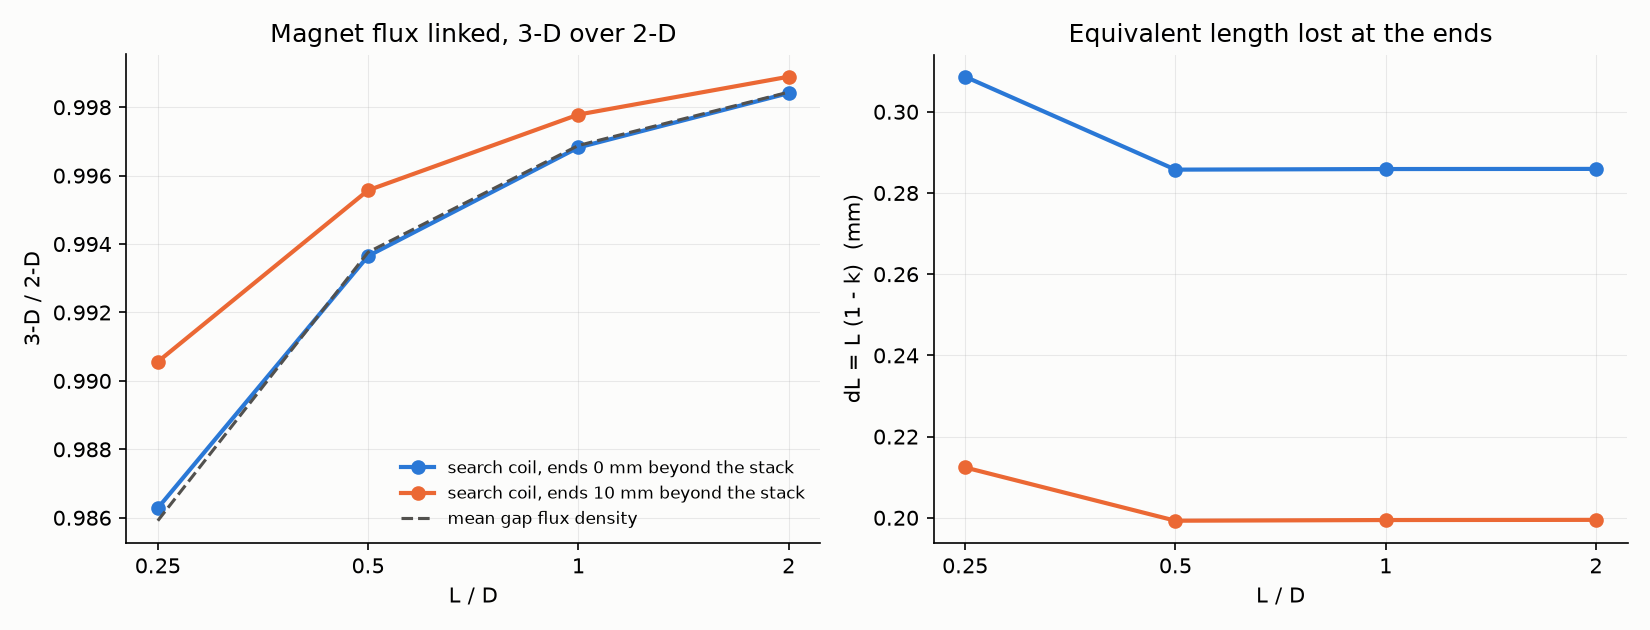 Magnet flux linked, 3-D over 2-D
3-D / 2-D
0.998
0.996
0.994
0.992
0.990
0.988
0.986
search coil, ends 0 mm beyond the stack
search coil, ends 10 mm beyond the stack
mean gap flux density
0.25 0.5 1 2
L / D
Equivalent length lost at the ends
dL = L (1 - k)  (mm)
0.30
0.28
0.26
0.24
0.22
0.20
0.25 0.5 1 2
L / D